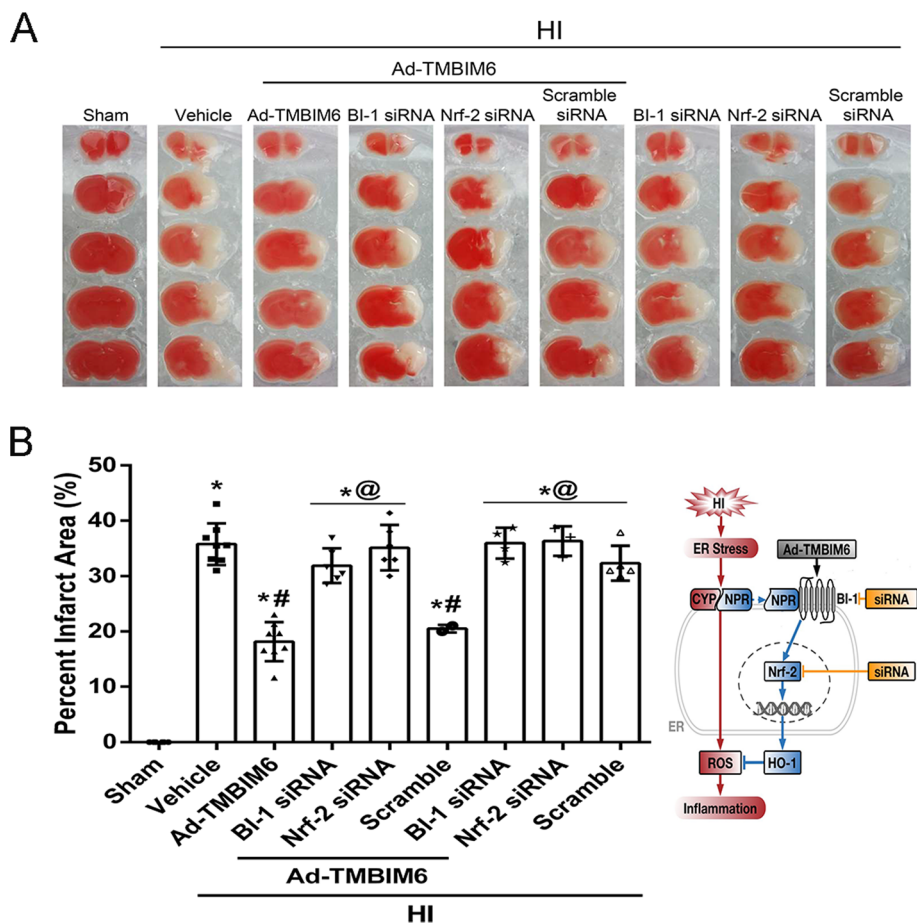 A
HI
Ad-TMBIM6
Sham Vehicle Ad-TMBIM6 BI-1 siRNA Nrf-2 siRNA Scramble siRNA BI-1 siRNA Nrf-2 siRNA Scramble siRNA
B
Percent Infarct Area (%)
50
40
30
20
10
0
*
*#
*@
*#
*@
Sham
Vehicle
Ad-TMBIM6
BI-1 siRNA
Nrf-2 siRNA
Scramble
BI-1 siRNA
Nrf-2 siRNA
Scramble
Ad-TMBIM6
HI
HI
ER Stress
Ad-TMBIM6
CYP NPR NPR BI-1 siRNA
Nrf-2 siRNA
ER
ROS HO-1
Inflammation